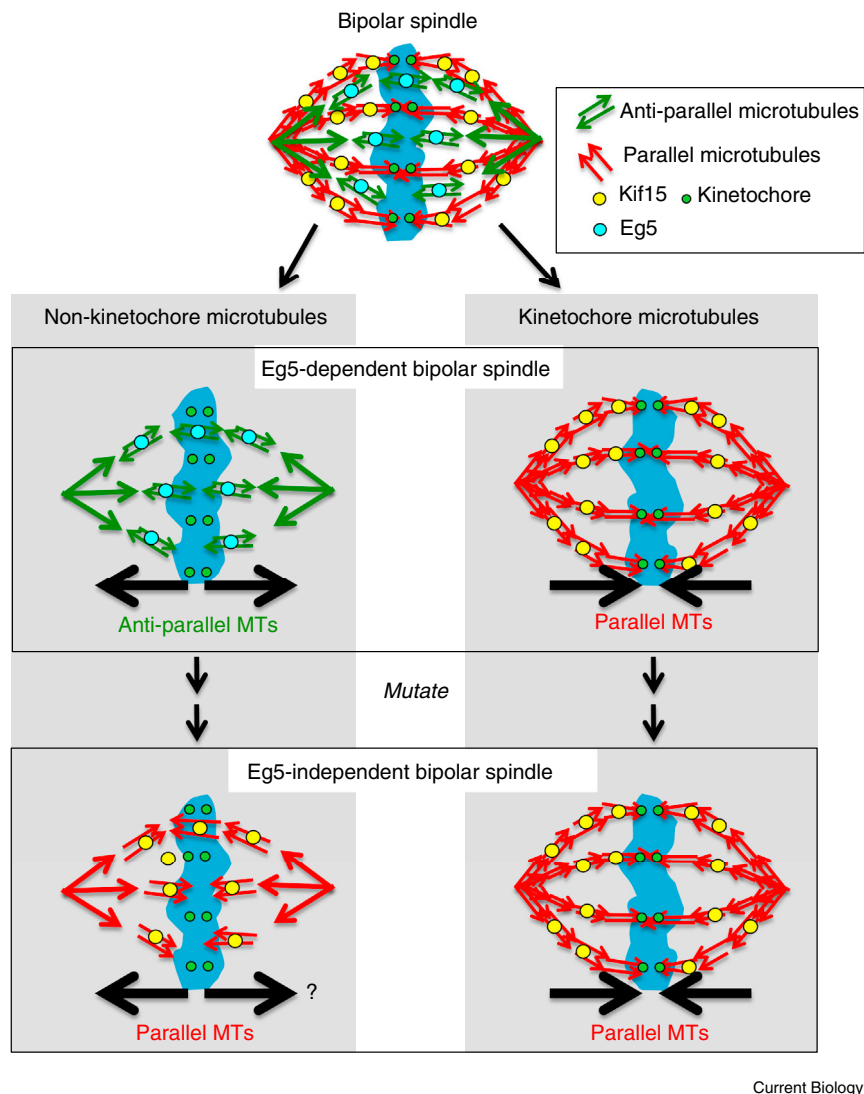 Bipolar spindle
Anti-parallel microtubules
Parallel microtubules
Kif15
Kinetochore
Eg5
Non-kinetochore microtubules
Kinetochore microtubules
Eg5-dependent bipolar spindle
Anti-parallel MTs
Parallel MTs
Mutate
Eg5-independent bipolar spindle
?
Parallel MTs
Parallel MTs
Current Biology